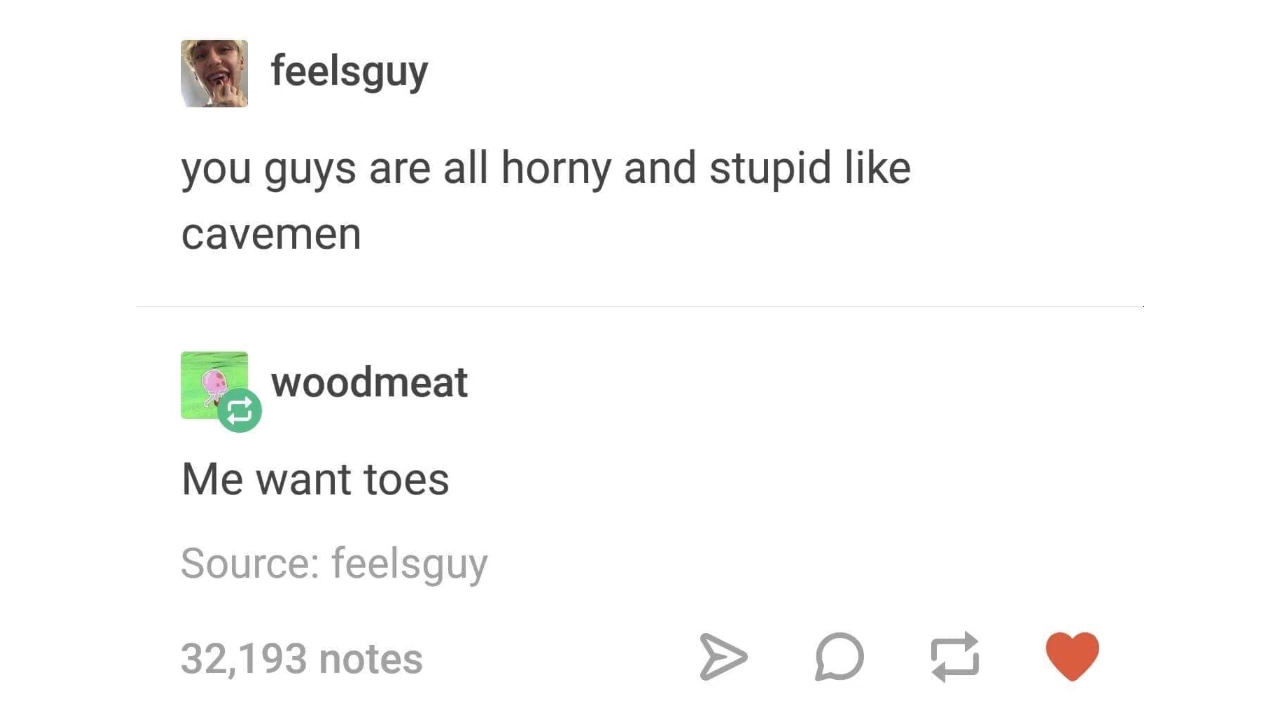 feelsguy
you guys are all horny and stupid like
cavemen
woodmeat
Me want toes
Source: feelsguy
32,193 notes